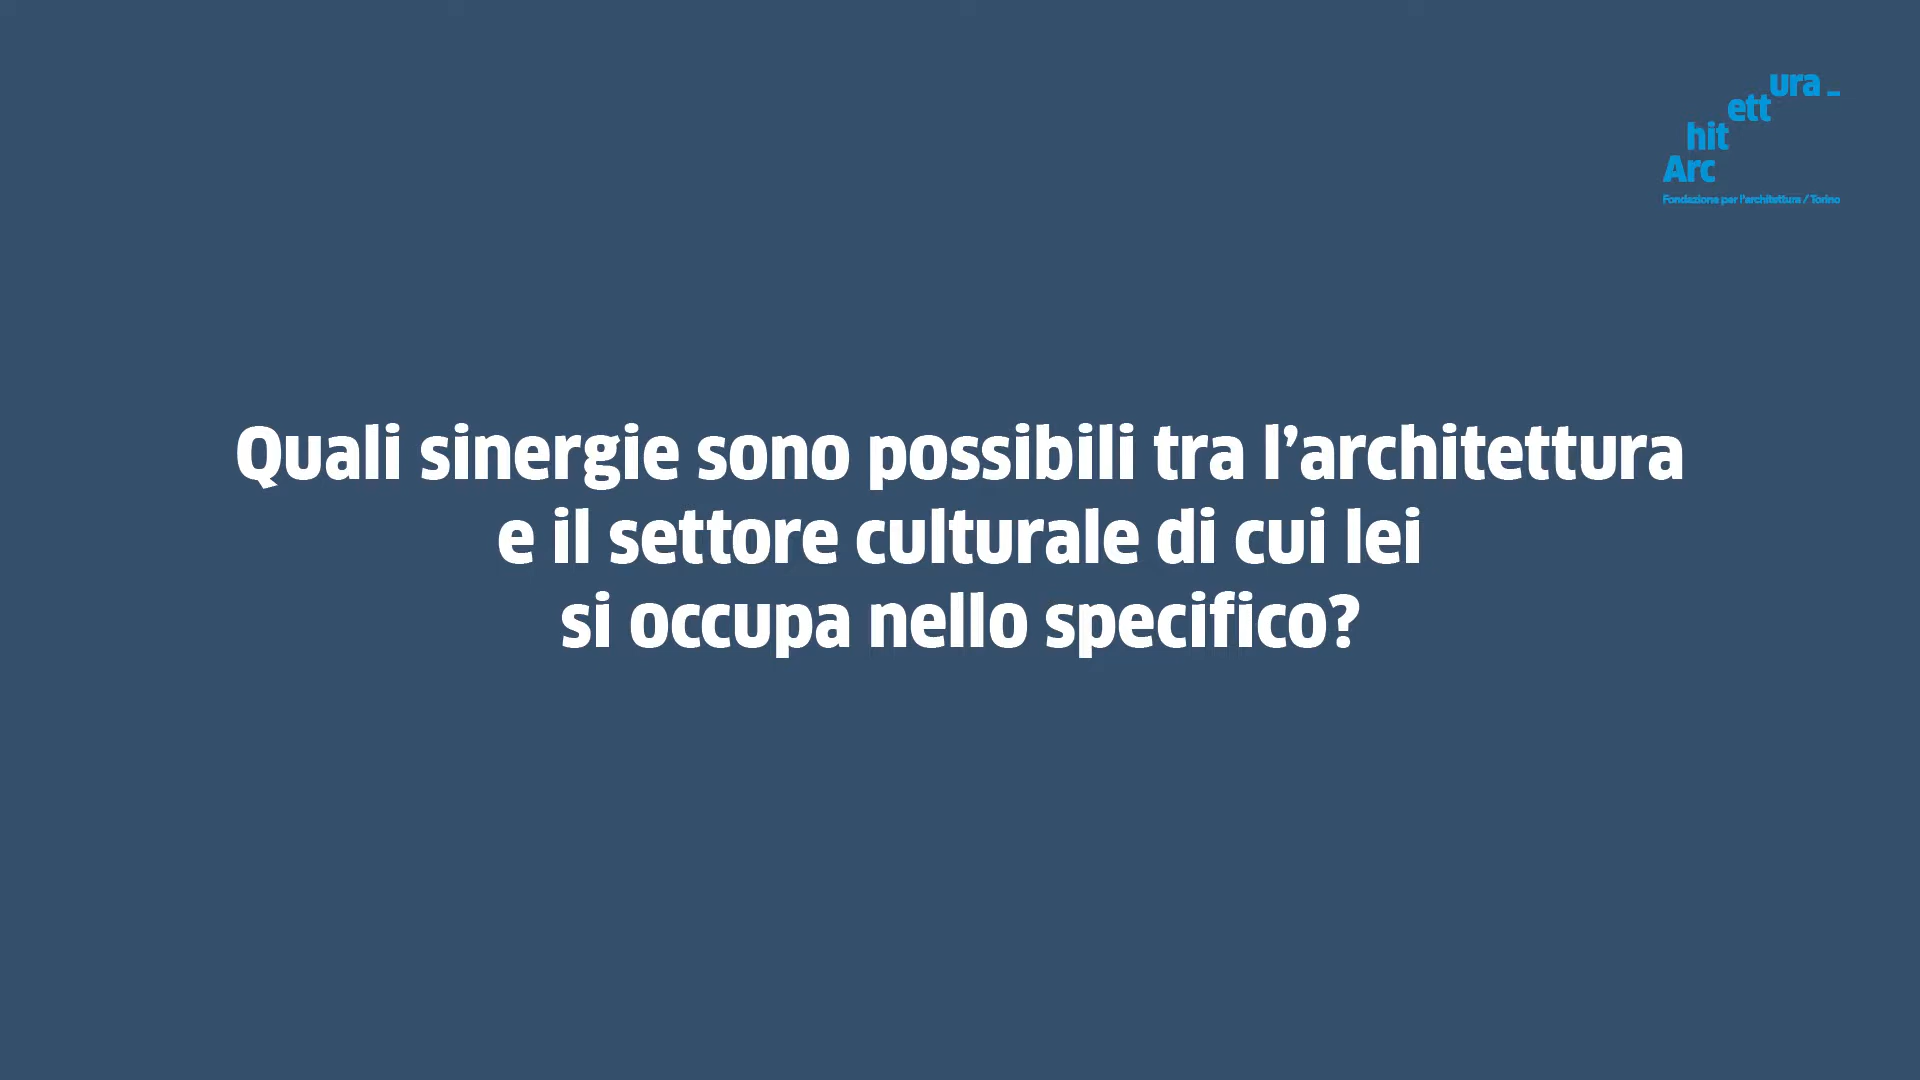 ura_
ett
hit
Arc
Fondazione per l'architettura / Torino
Quali sinergie sono possibili tra l’architettura
e il settore culturale di cui lei
si occupa nello specifico?